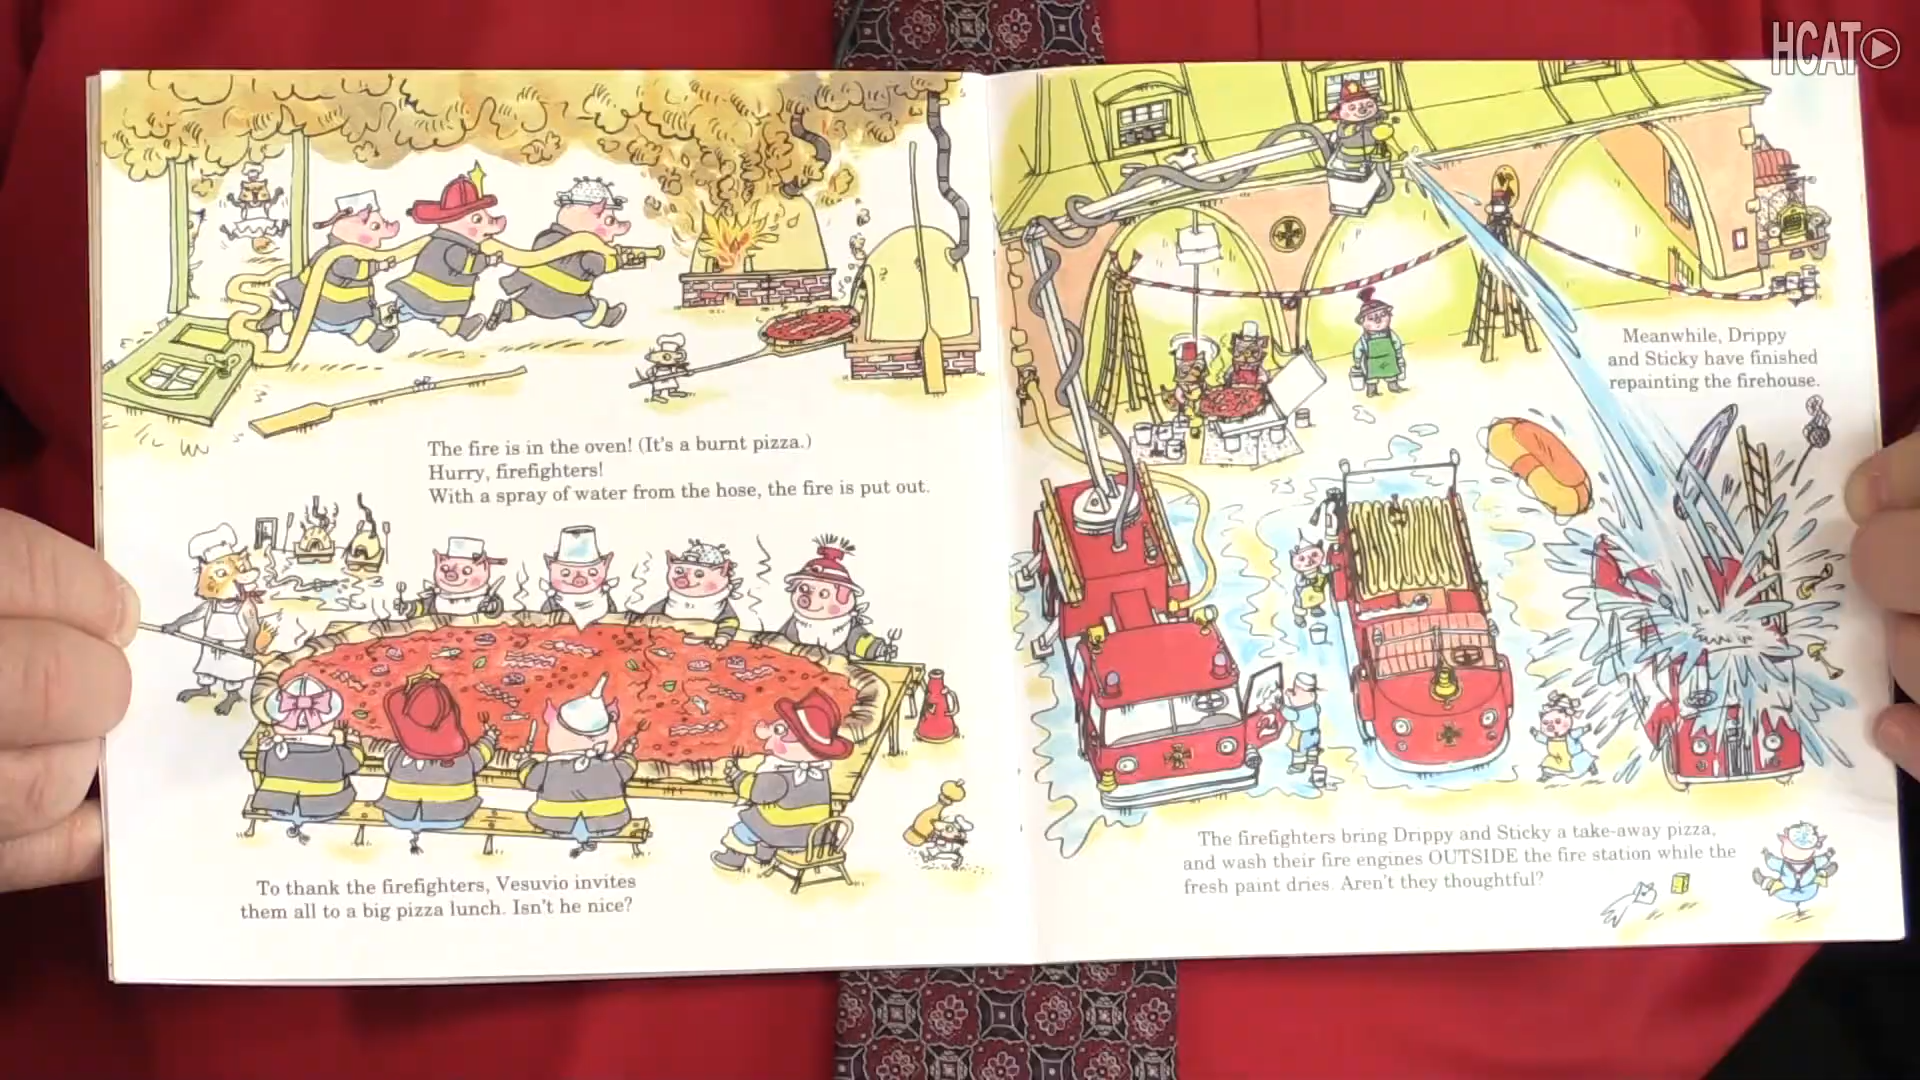 HCAT
The fire is in the oven! (It's a burnt pizza.)
Hurry, firefighters!
With a spray of water from the hose, the fire is put out.
To thank the firefighters, Vesuvio invites
them all to a big pizza lunch. Isn't he nice?
Meanwhile, Drippy
and Sticky have finished
repainting the firehouse.
The firefighters bring Drippy and Sticky a take-away pizza,
and wash their fire engines OUTSIDE the fire station while the
fresh paint dries. Aren't they thoughtful?